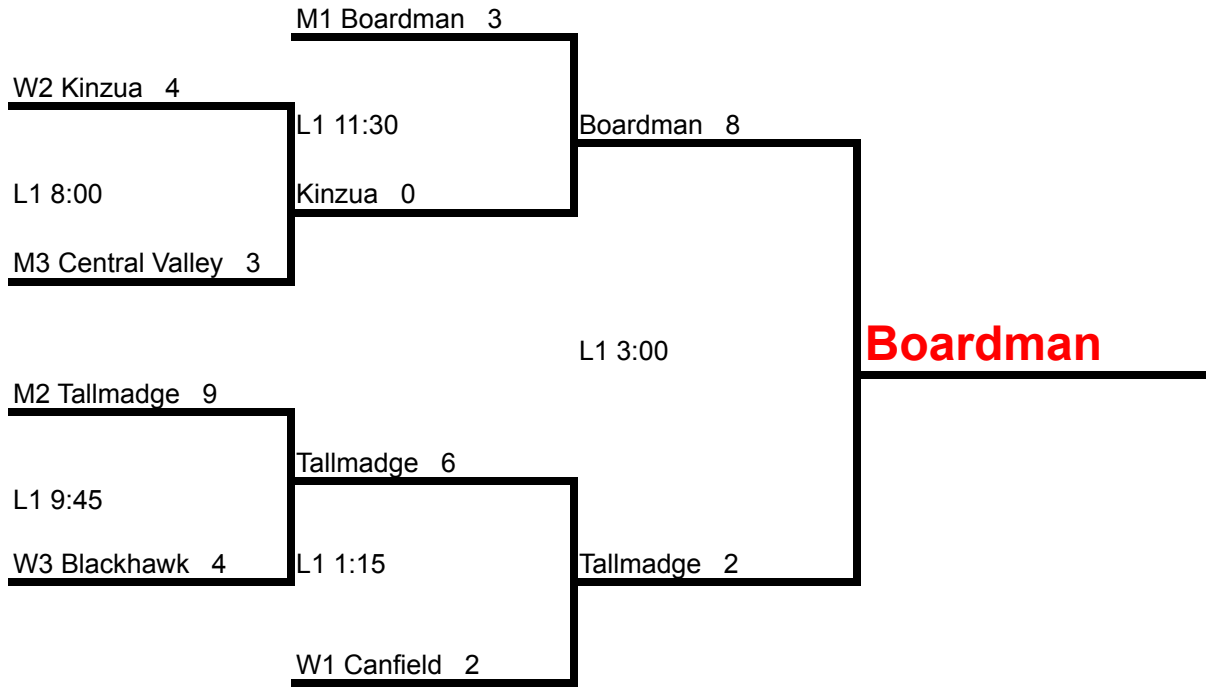 M1 Boardman 3
W2 Kinzua 4
L1 11:30
Boardman 8
L1 8:00
Kinzua 0
M3 Central Valley 3
L1 3:00
Boardman
M2 Tallmadge 9
Tallmadge 6
L1 9:45
W3 Blackhawk 4
L1 1:15
Tallmadge 2
W1 Canfield 2